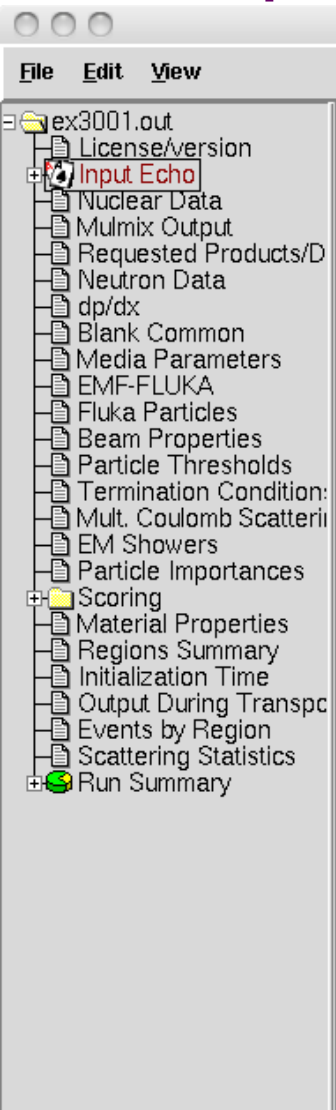 File Edit View
ex3001.out
License/version
Input Echo
Nuclear Data
Mulmix Output
Requested Products/D
Neutron Data
dp/dx
Blank Common
Media Parameters
EMF-FLUKA
Fluka Particles
Beam Properties
Particle Thresholds
Termination Condition
Mult. Coulomb Scatteri
EM Showers
Particle Importances
Scoring
Material Properties
Regions Summary
Initialization Time
Output During Transpo
Events by Region
Scattering Statistics
Run Summary